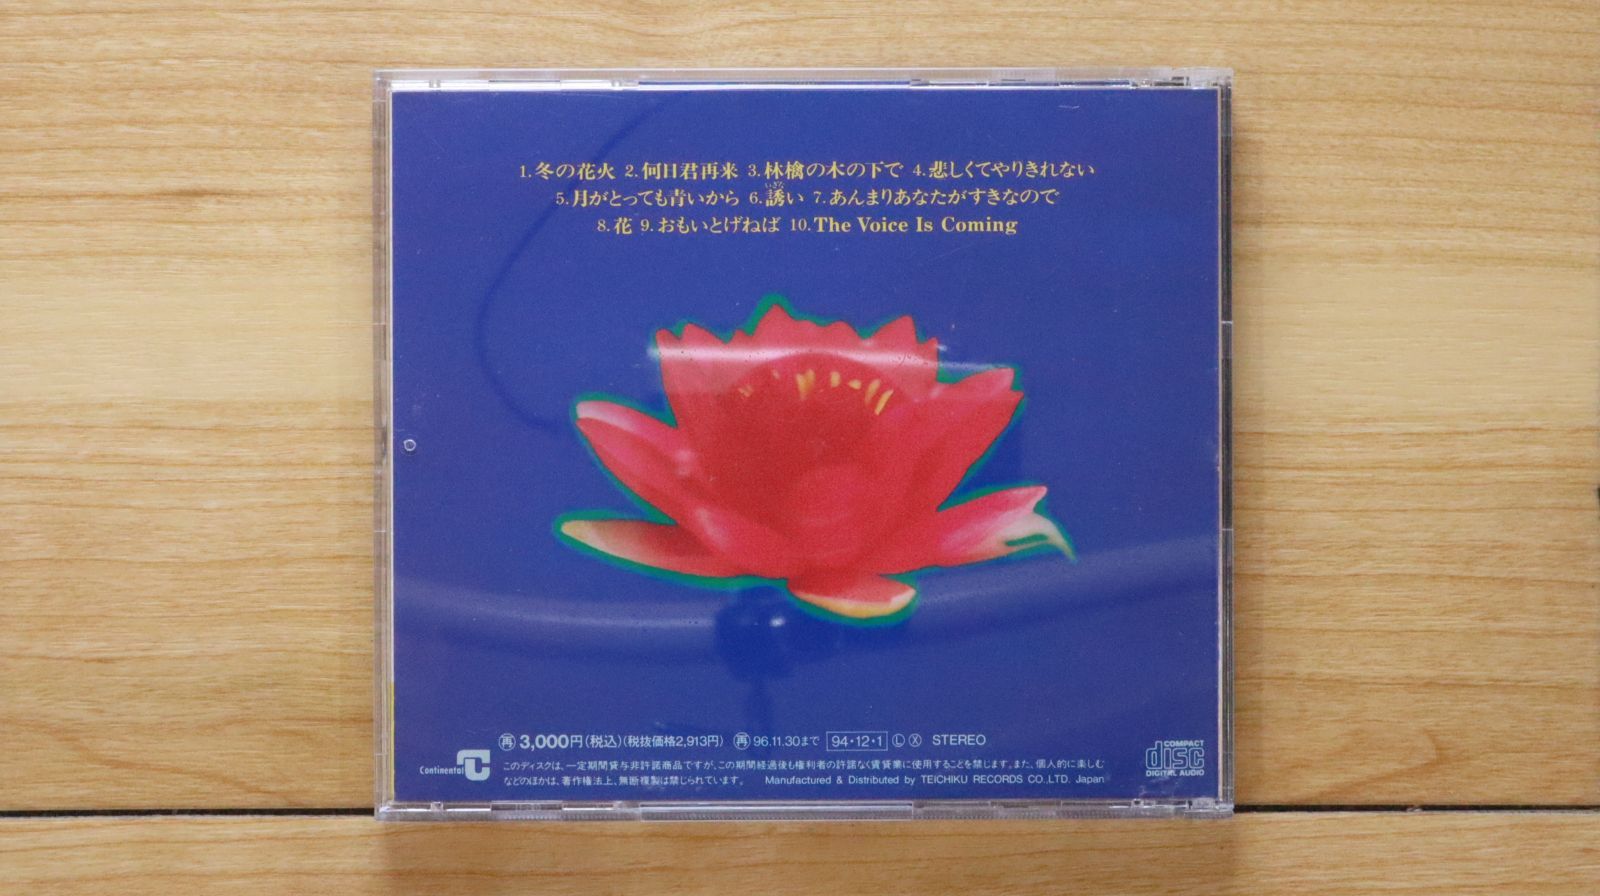 1.冬の花火 2.何日君再来 3.林檎の木の下で 4.悲しくてやりきれない
5.月がとっても青いから 6.誘い 7.あんまりあなたがすきなので
いざな
8.花 9.おもいとげねば 10.The Voice Is Coming
再 3,000円(税込)(税抜価格2,913円) 再 96.11.30まで 94・12・1 L X STEREO
Continental
このディスクは、一定期間貸与非許諾商品ですが、この期間経過後も権利者の許諾なく賃貸業に使用することを禁じます。また、個人的に楽しむ
などのほかは、著作権法上、無断複製は禁じられています。 Manufactured & Distributed by TEICHIKU RECORDS CO.,LTD. Japan
COMPACT
disc
DIGITAL AUDIO